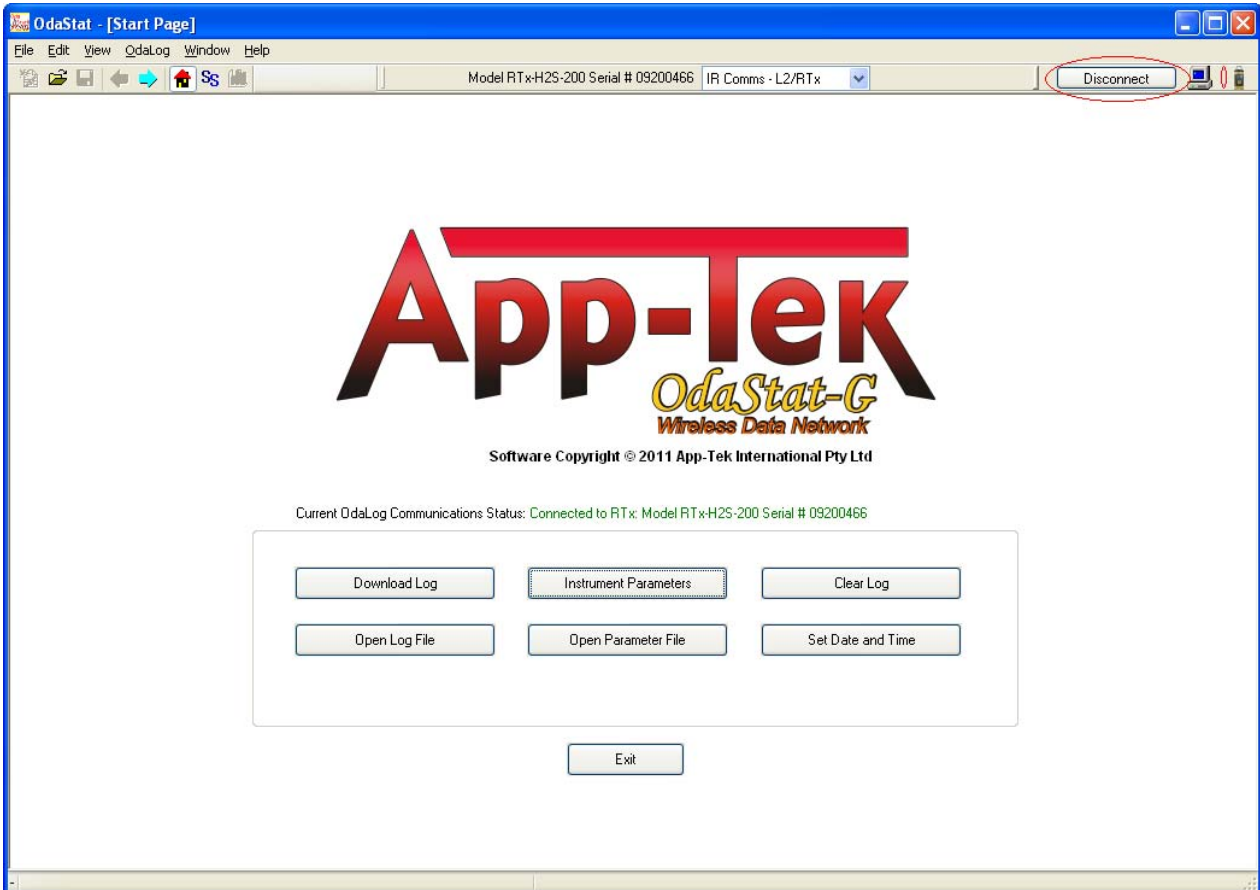 OdaStat - [Start Page]
File Edit View OdaLog Window Help
Ss Model RTx-H2S-200 Serial # 09200466 IR Comms - L2/RTx Disconnect
App-Tek
OdaStat-G
Wireless Data Network
Software Copyright © 2011 App-Tek International Pty Ltd
Current OdaLog Communications Status: Connected to RTx: Model RTx-H2S-200 Serial # 09200466
Download Log Instrument Parameters Clear Log
Open Log File Open Parameter File Set Date and Time
Exit